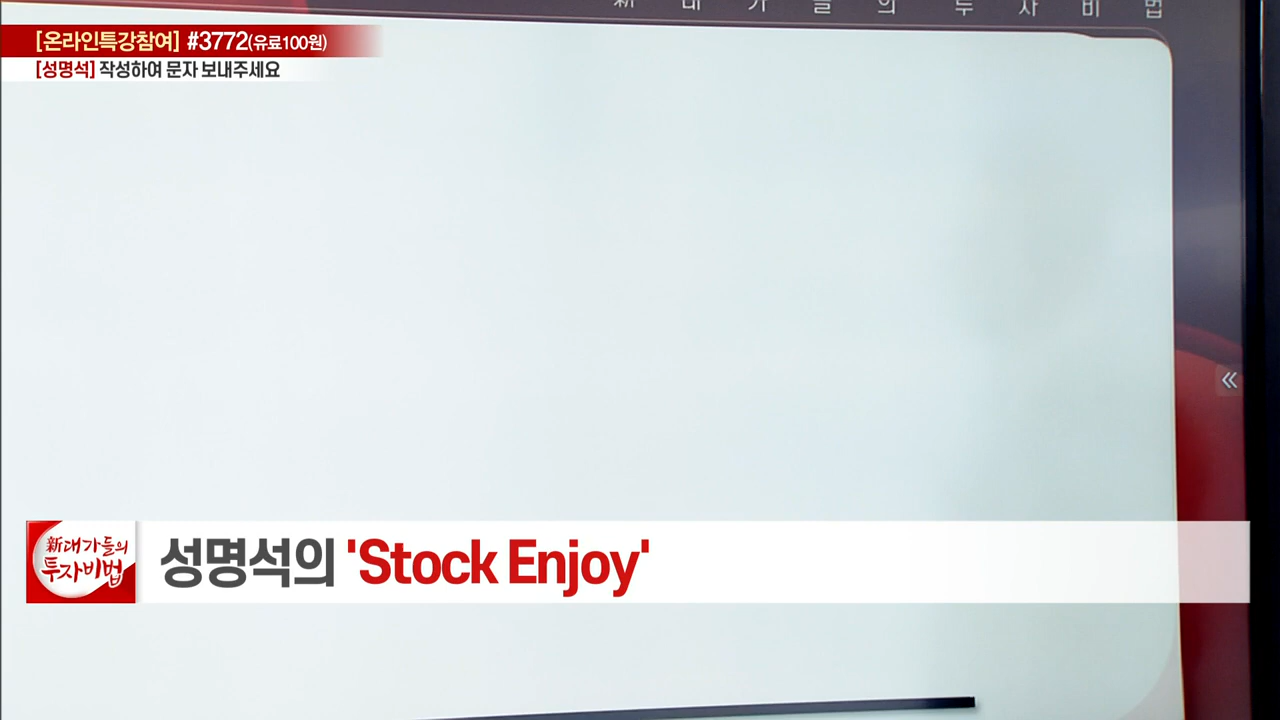 新대가들의투자비법
[온라인특강참여] #3772(유료100원)
[성명석] 작성하여 문자 보내주세요
新대가들의
투자비법
성명석의 'Stock Enjoy'